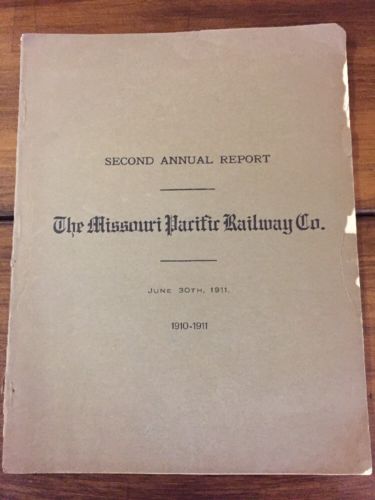 SECOND ANNUAL REPORT
The Missouri Pacific Railway Co.
JUNE 30TH, 1911.
1910-1911